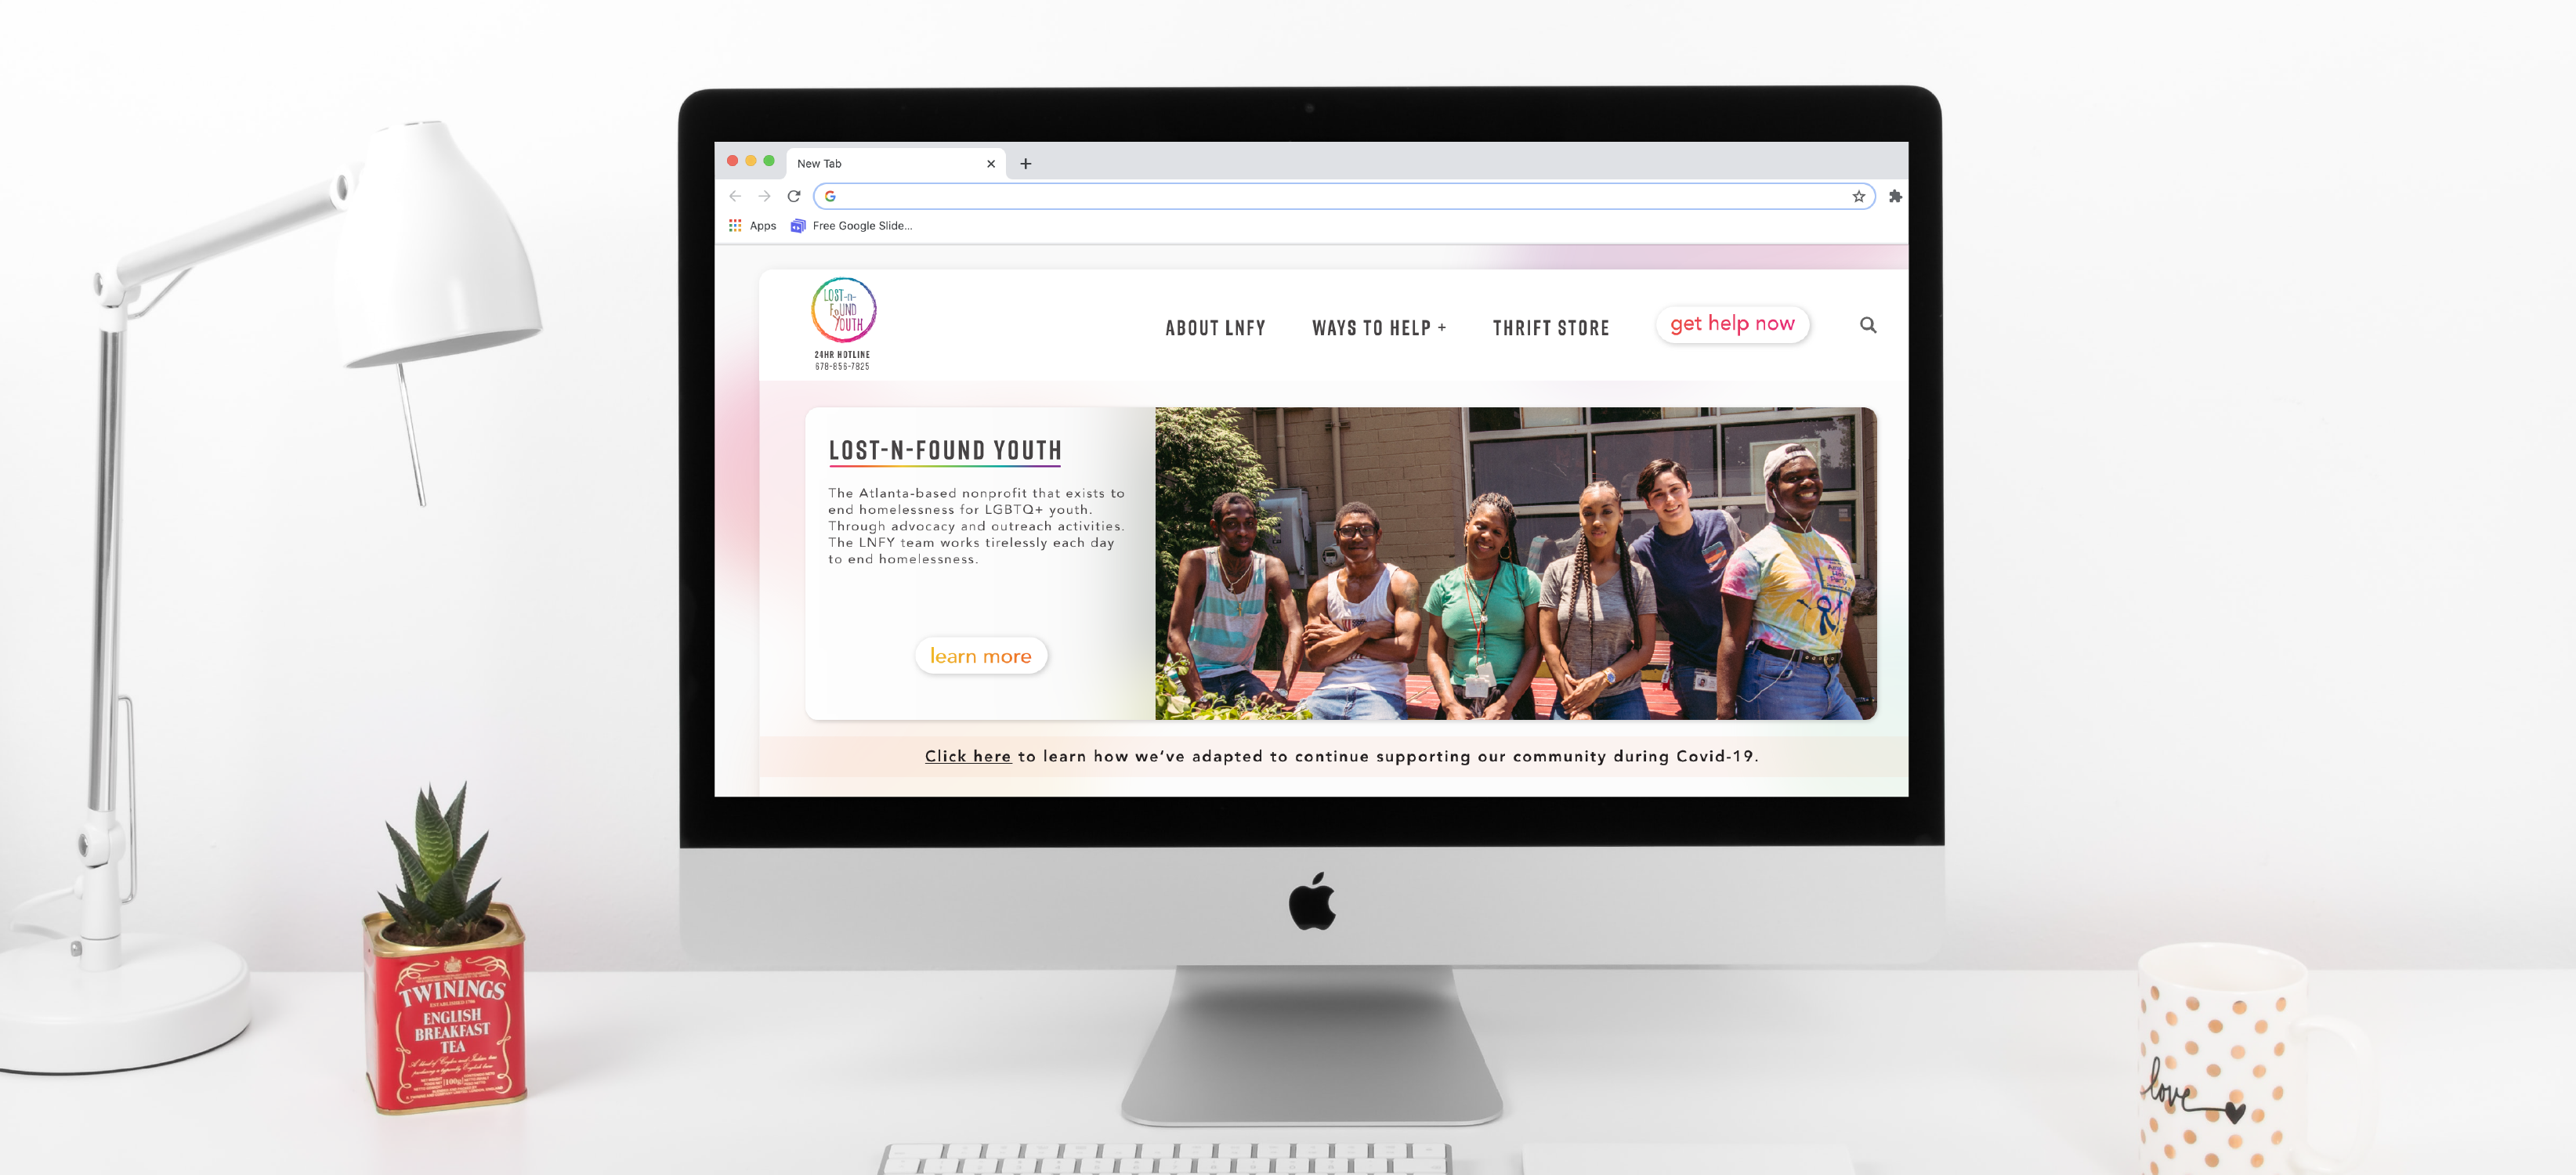 New Tab
Apps
Free Google Slide...
LOST-n-
FoUND
YOUTH
24HR HOTLINE
678-856-7825
ABOUT LNFY
WAYS TO HELP +
THRIFT STORE
get help now
LOST-N-FOUND YOUTH
The Atlanta-based nonprofit that exists to
end homelessness for LGBTQ+ youth.
Through advocacy and outreach activities.
The LNFY team works tirelessly each day
to end homelessness.
learn more
Click here to learn how we've adapted to continue supporting our community during Covid-19.
TWININGS
ENGLISH
BREAKFAST
TEA
100g
love